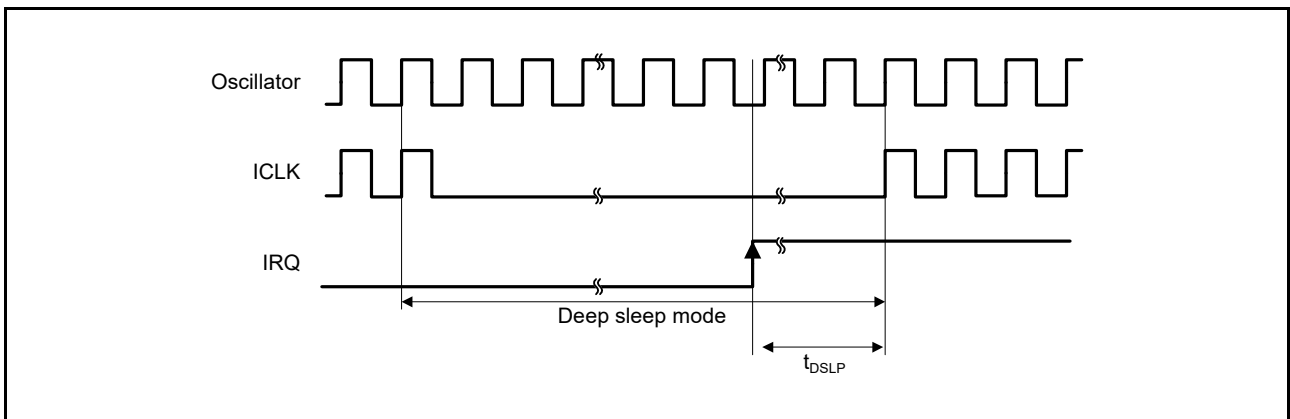 Oscillator
ICLK
IRQ
Deep sleep mode
tDSLP